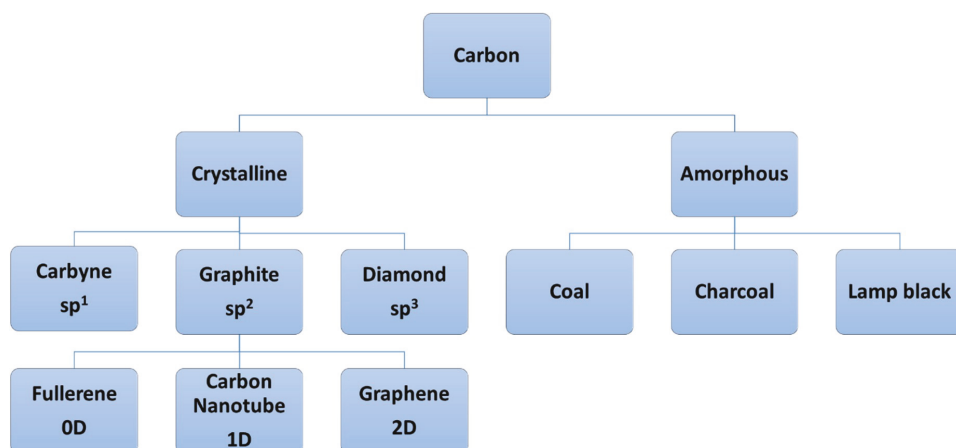 Carbon
Crystalline
Amorphous
Carbyne
sp¹
Graphite
sp²
Diamond
sp³
Coal
Charcoal
Lamp black
Fullerene
0D
Carbon
Nanotube
1D
Graphene
2D